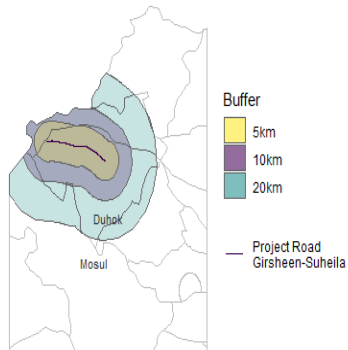 Buffer
5km
10km
20km
Project Road
Girsheen-Suheila
Duhok
Mosul